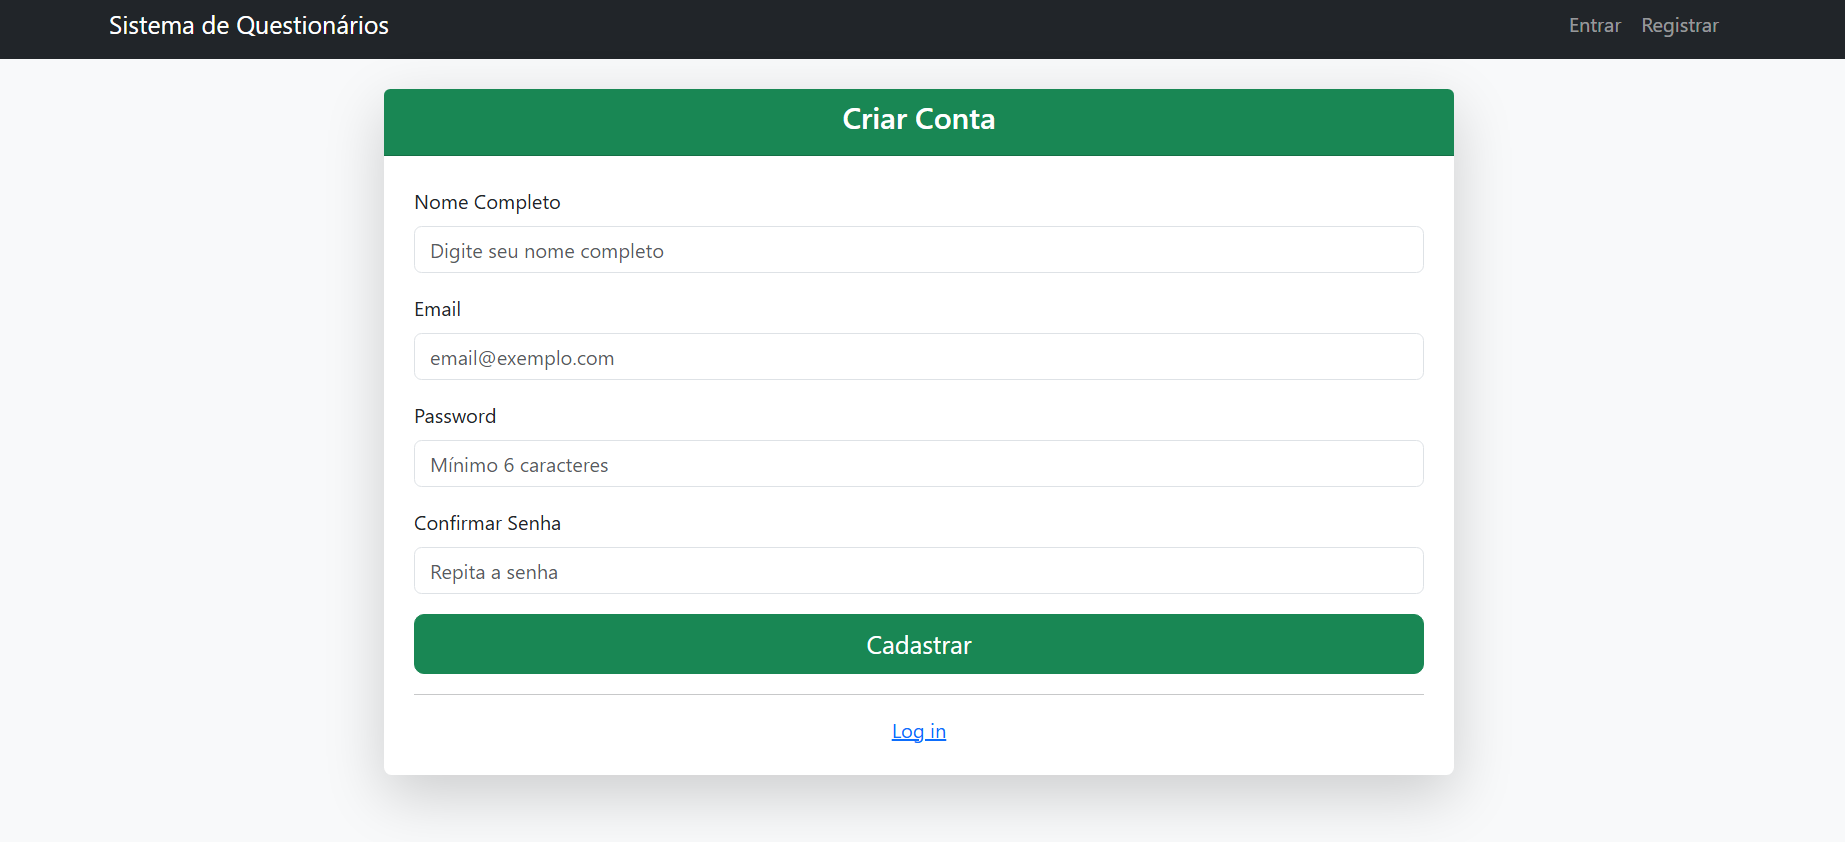 Sistema de Questionários
Entrar Registrar
Criar Conta
Nome Completo
Digite seu nome completo
Email
email@exemplo.com
Password
Mínimo 6 caracteres
Confirmar Senha
Repita a senha
Cadastrar
Log in